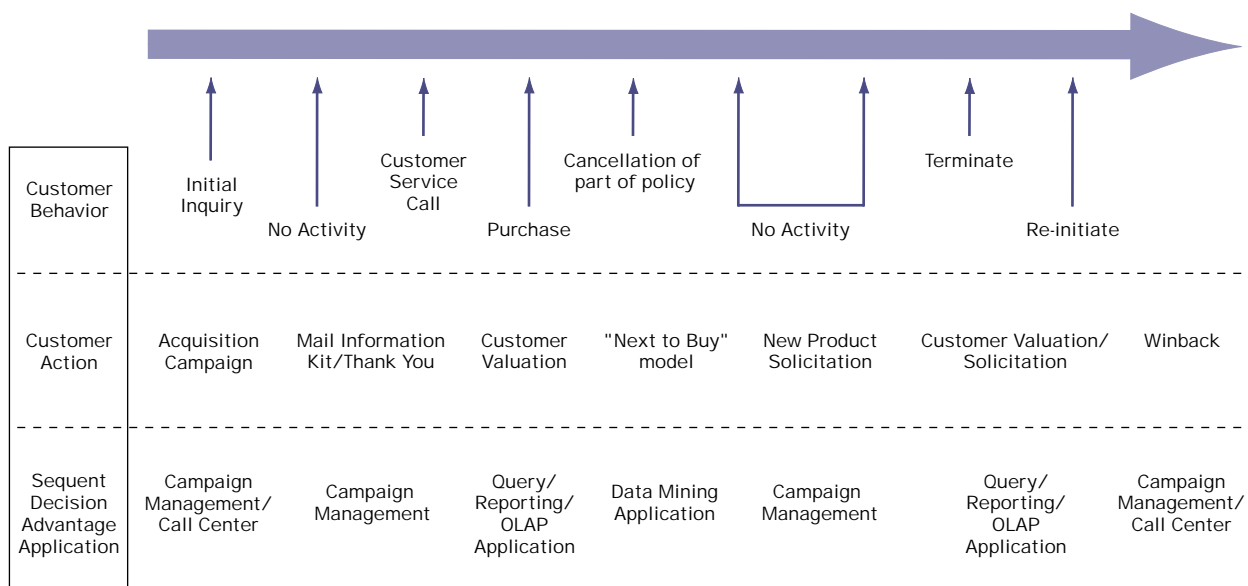 Customer
Behavior
Initial
Inquiry
No Activity
Customer
Service
Call
Purchase
Cancellation of
part of policy
No Activity
Terminate
Re-initiate
Customer
Action
Acquisition
Campaign
Mail Information
Kit/Thank You
Customer
Valuation
"Next to Buy"
model
New Product
Solicitation
Customer Valuation/
Solicitation
Winback
Sequent
Decision
Advantage
Application
Campaign
Management/
Call Center
Campaign
Management
Query/
Reporting/
OLAP
Application
Data Mining
Application
Campaign
Management
Query/
Reporting/
OLAP
Application
Campaign
Management/
Call Center